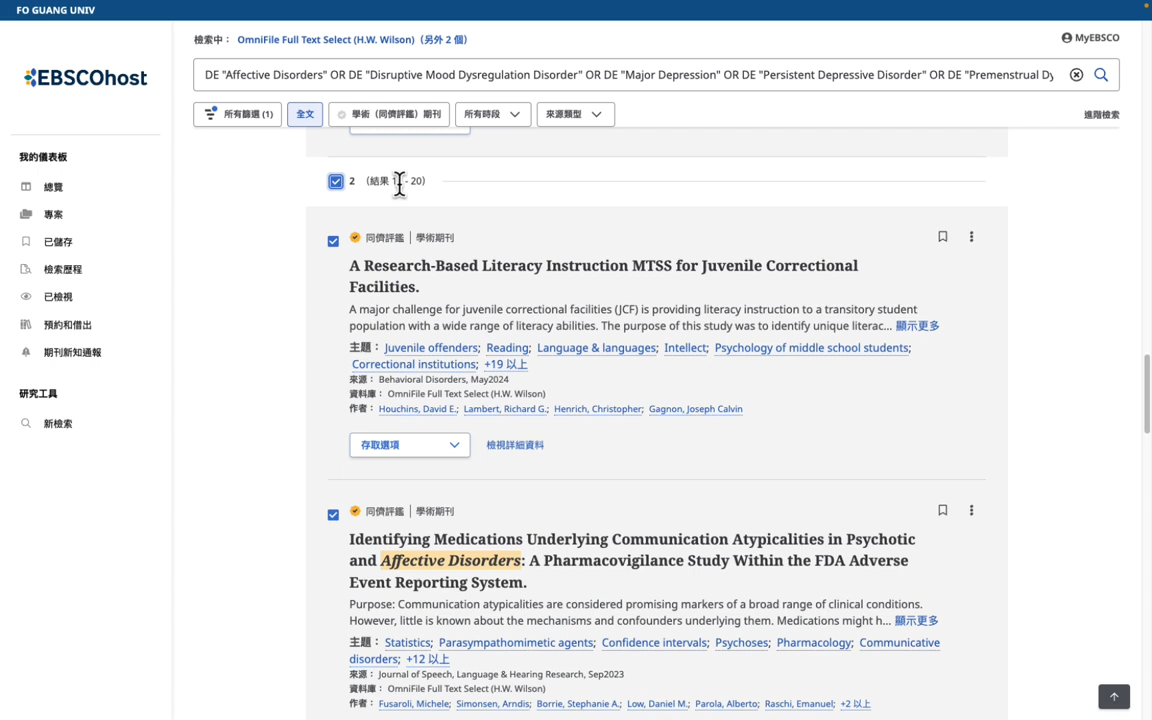 FO GUANG UNIV
檢索中： OmniFile Full Text Select (H.W. Wilson)（另外 2 個）
MyEBSCO
EBSCOhost
DE "Affective Disorders" OR DE "Disruptive Mood Dysregulation Disorder" OR DE "Major Depression" OR DE "Persistent Depressive Disorder" OR DE "Premenstrual Dy
所有篩選 (1)
全文
學術（同儕評鑑）期刊
所有時段
來源類型
進階檢索
我的儀表板
總覽
專案
已儲存
檢索歷程
已檢視
預約和借出
期刊新知通報
研究工具
新檢索
2 （結果 1 - 20）
同儕評鑑 | 學術期刊
A Research-Based Literacy Instruction MTSS for Juvenile Correctional
Facilities.
A major challenge for juvenile correctional facilities (JCF) is providing literacy instruction to a transitory student
population with a wide range of literacy abilities. The purpose of this study was to identify unique literac... 顯示更多
主題： Juvenile offenders; Reading; Language & languages; Intellect; Psychology of middle school students;
Correctional institutions; +19 以上
來源： Behavioral Disorders, May2024
資料庫： OmniFile Full Text Select (H.W. Wilson)
作者： Houchins, David E.; Lambert, Richard G.; Henrich, Christopher; Gagnon, Joseph Calvin
存取選項
檢視詳細資料
同儕評鑑 | 學術期刊
Identifying Medications Underlying Communication Atypicalities in Psychotic
and Affective Disorders: A Pharmacovigilance Study Within the FDA Adverse
Event Reporting System.
Purpose: Communication atypicalities are considered promising markers of a broad range of clinical conditions.
However, little is known about the mechanisms and confounders underlying them. Medications might h... 顯示更多
主題： Statistics; Parasympathomimetic agents; Confidence intervals; Psychoses; Pharmacology; Communicative
disorders; +12 以上
來源： Journal of Speech, Language & Hearing Research, Sep2023
資料庫： OmniFile Full Text Select (H.W. Wilson)
作者： Fusaroli, Michele; Simonsen, Arndis; Borrie, Stephanie A.; Low, Daniel M.; Parola, Alberto; Raschi, Emanuel; +2 以上